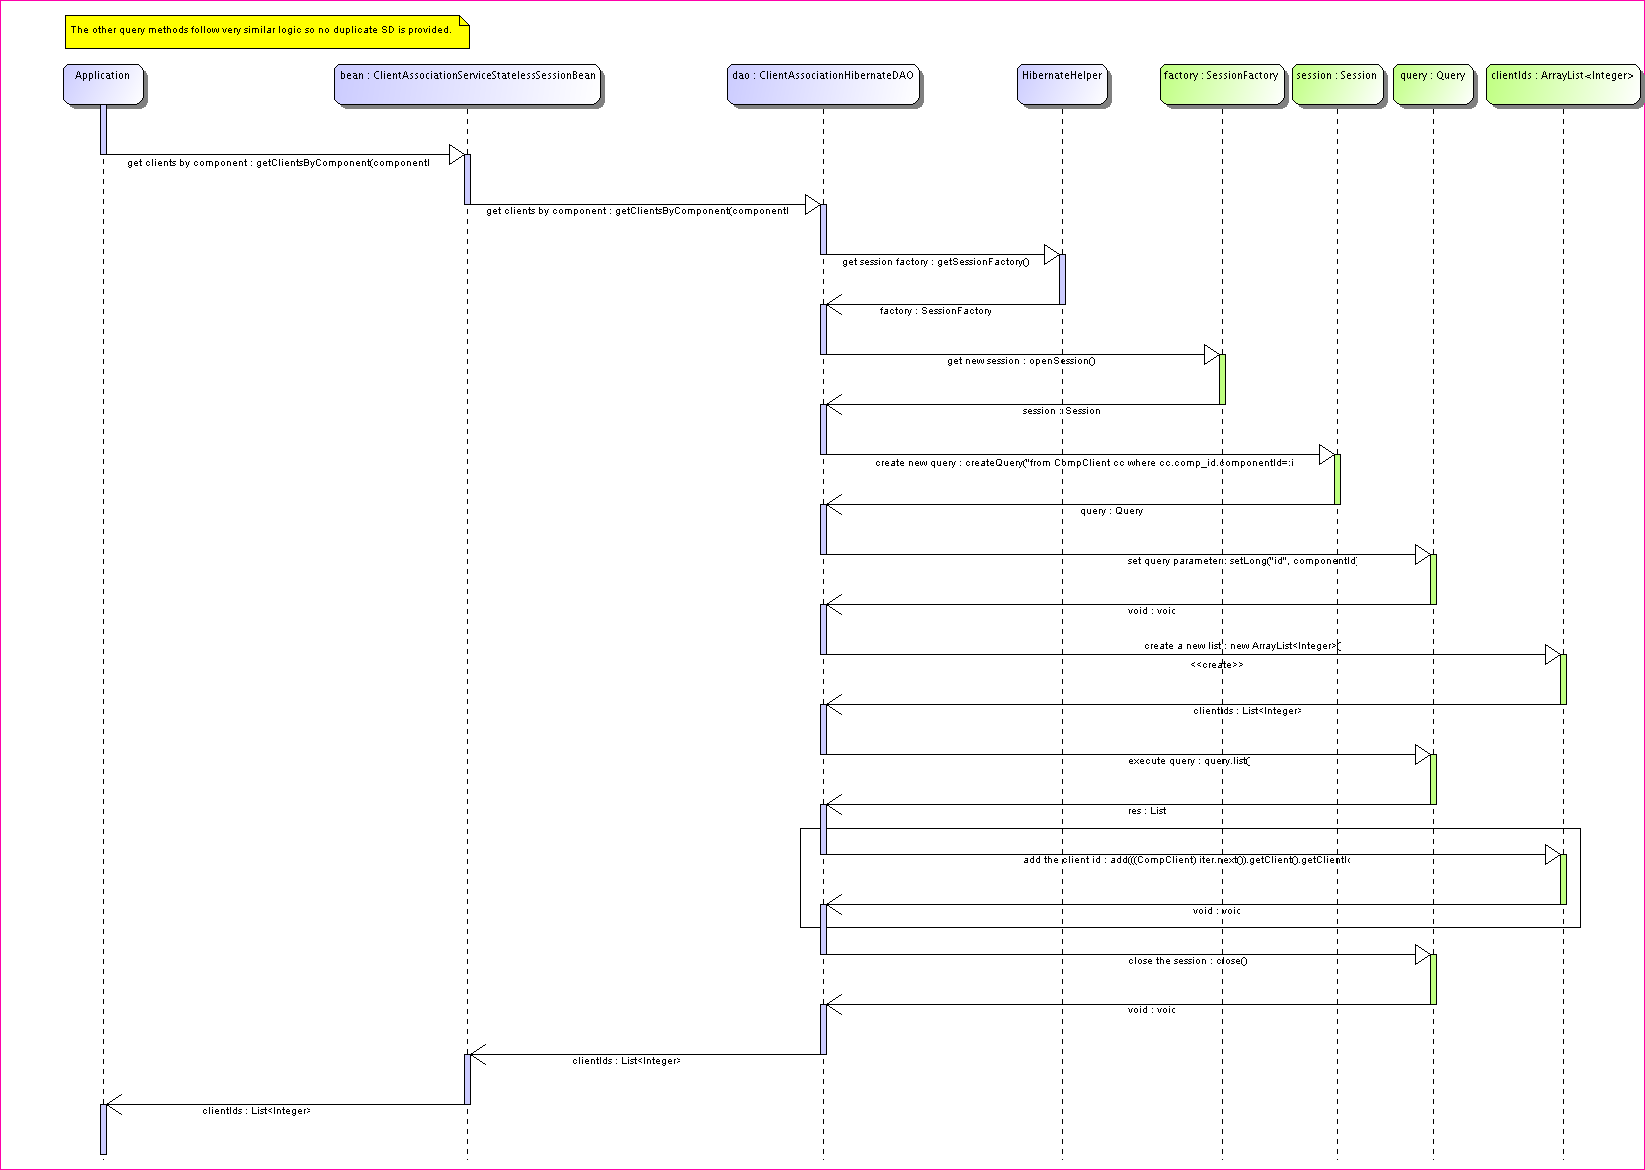 The other query methods follow very similar logic so no duplicate SD is provided.
Application
bean : ClientAssociationServiceStatelessSessionBean
dao : ClientAssociationHibernateDAO
HibernateHelper
factory : SessionFactory
session : Session
query : Query
clientIds : ArrayList<Integer>
get clients by component : getClientsByComponent(componentI
get clients by component : getClientsByComponent(componentI
get session factory : getSessionFactory()
factory : SessionFactory
get new session : openSession()
session : Session
create new query : createQuery("from CompClient cc where cc.comp_id.componentId=:i
query : Query
set query parameter : setLong("id", componentId)
void : voic
create a new list : new ArrayList<Integer>(
<<create>>
clientIds : List<Integer>
execute query : query.list(
res : List
add the client id : add(((CompClient) iter.next()).getClient().getClientIc
void : voic
close the session : close()
void : voic
clientIds : List<Integer>
clientIds : List<Integer>